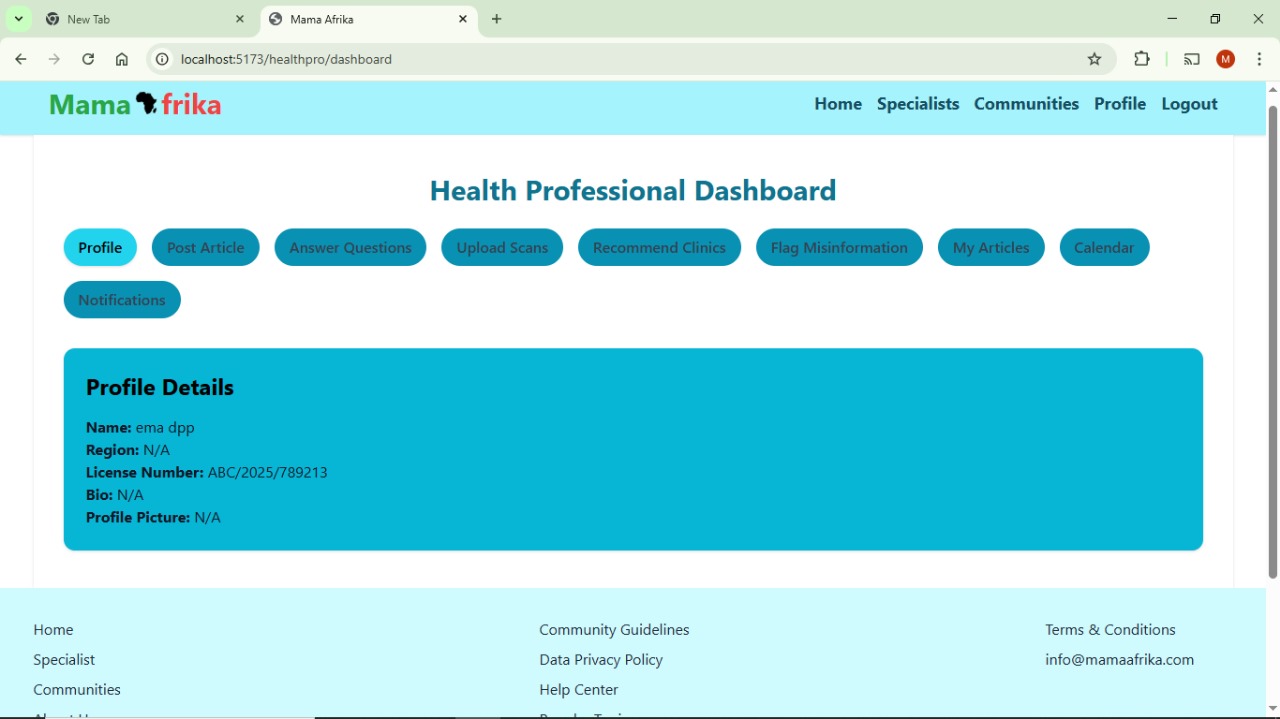 New Tab
Mama Afrika
localhost:5173/healthpro/dashboard
M
Mama frika
Home Specialists Communities Profile Logout
Health Professional Dashboard
Profile Post Article Answer Questions Upload Scans Recommend Clinics Flag Misinformation My Articles Calendar
Notifications
Profile Details
Name: ema dpp
Region: N/A
License Number: ABC/2025/789213
Bio: N/A
Profile Picture: N/A
Home Community Guidelines Terms & Conditions
Specialist Data Privacy Policy info@mamaafrika.com
Communities Help Center